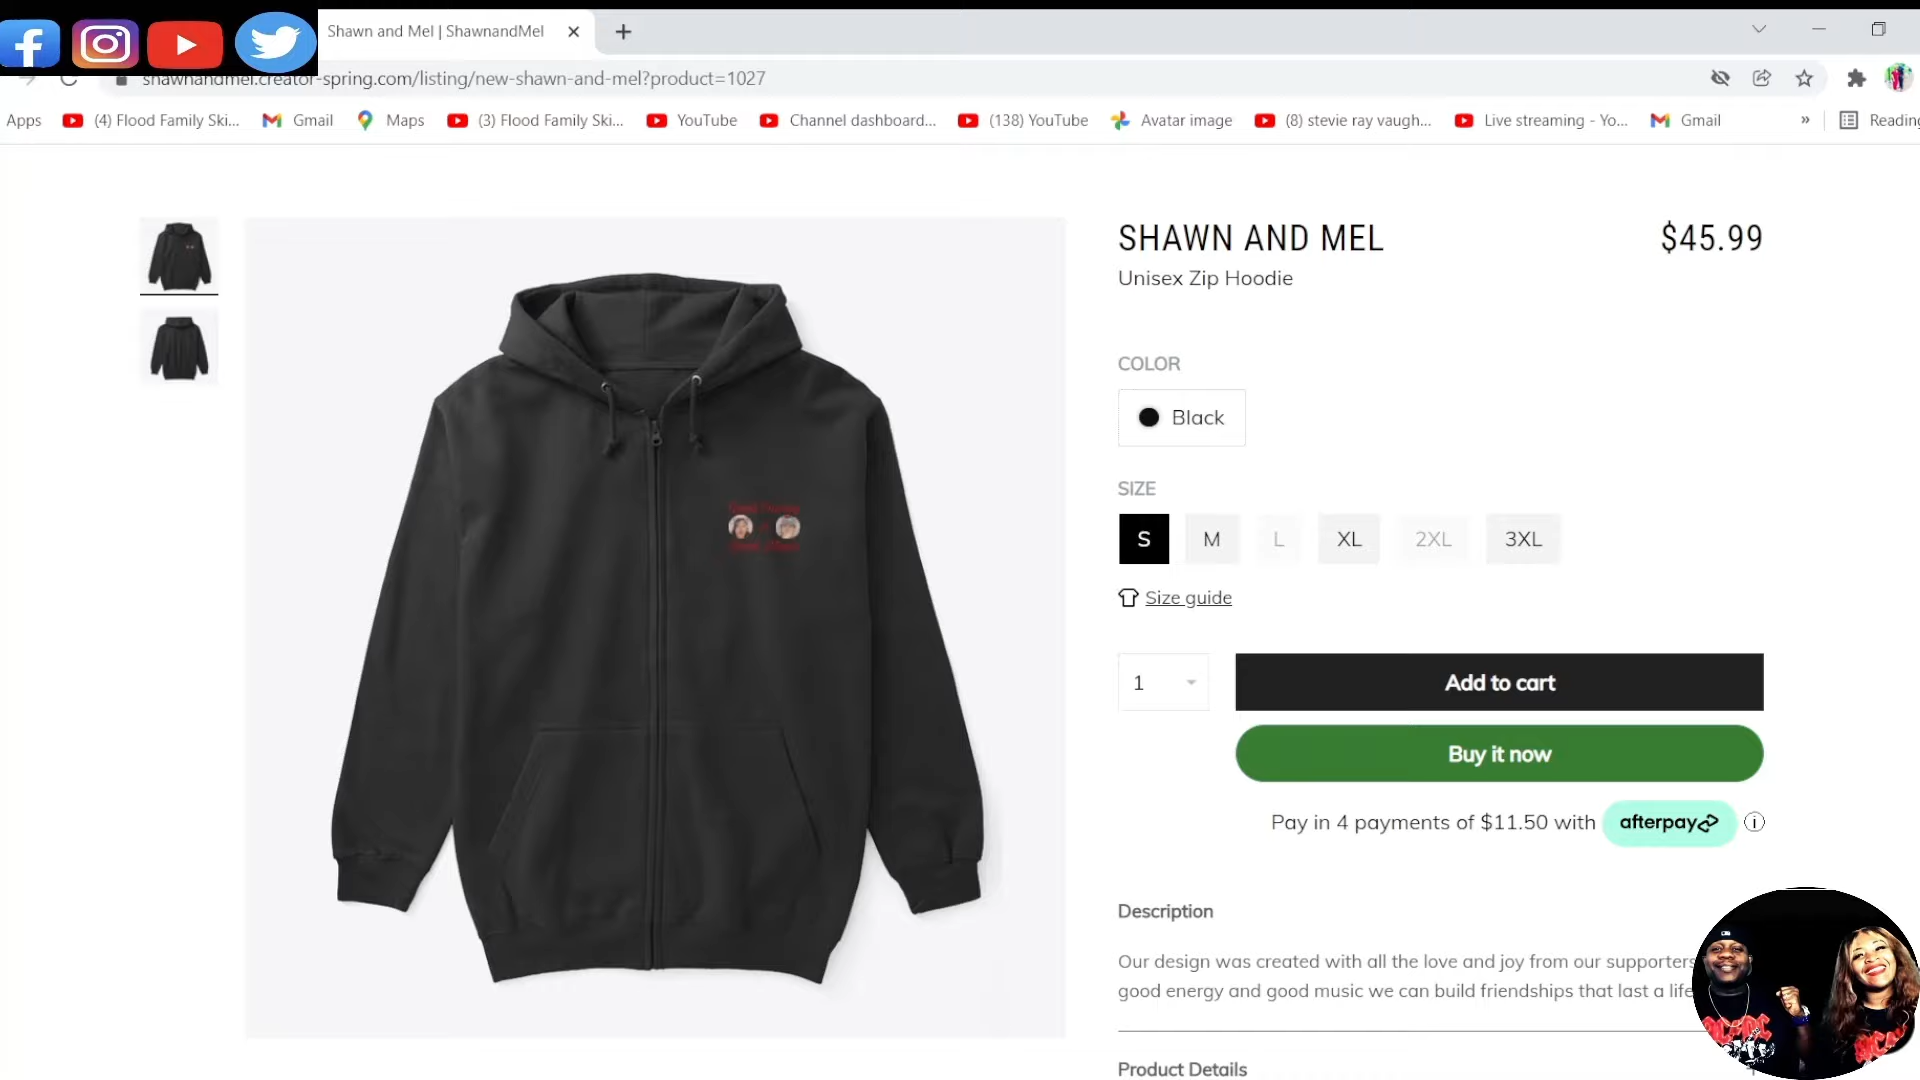 Shawn and Mel | ShawnandMel
shawnandmel.creator-spring.com/listing/new-shawn-and-mel?product=1027
Apps (4) Flood Family Ski... Gmail Maps (3) Flood Family Ski... YouTube Channel dashboard... (138) YouTube Avatar image (8) stevie ray vaugh... Live streaming - Yo... Gmail » Reading
SHAWN AND MEL $45.99
Unisex Zip Hoodie
COLOR
Black
SIZE
S M L XL 2XL 3XL
Size guide
1 Add to cart
Buy it now
Pay in 4 payments of $11.50 with afterpay
Description
Our design was created with all the love and joy from our supporters
good energy and good music we can build friendships that last a life
Product Details